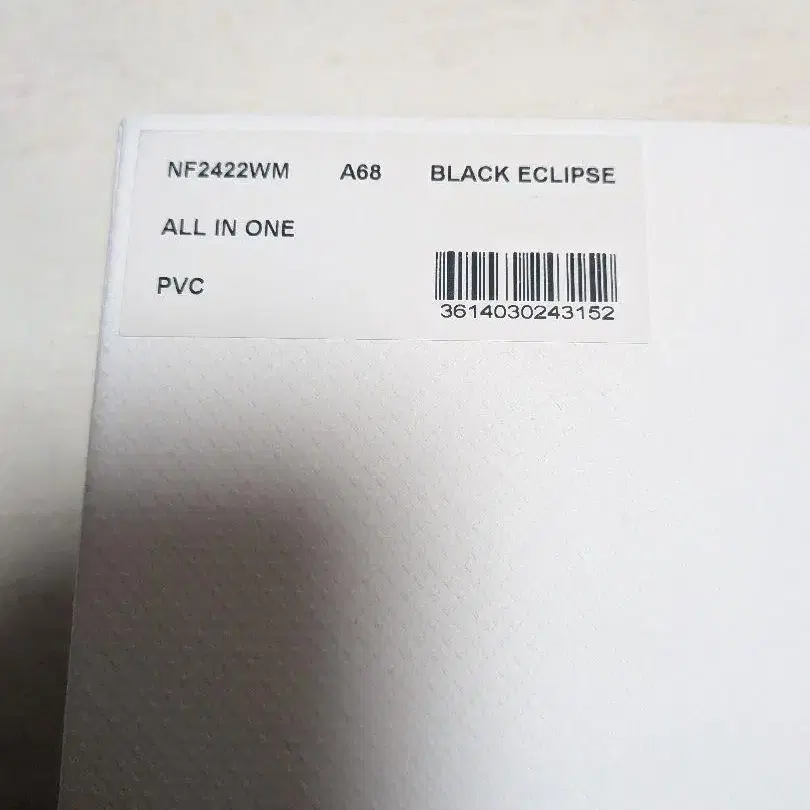 NF2422WM A68 BLACK ECLIPSE
ALL IN ONE
PVC
3614030243152